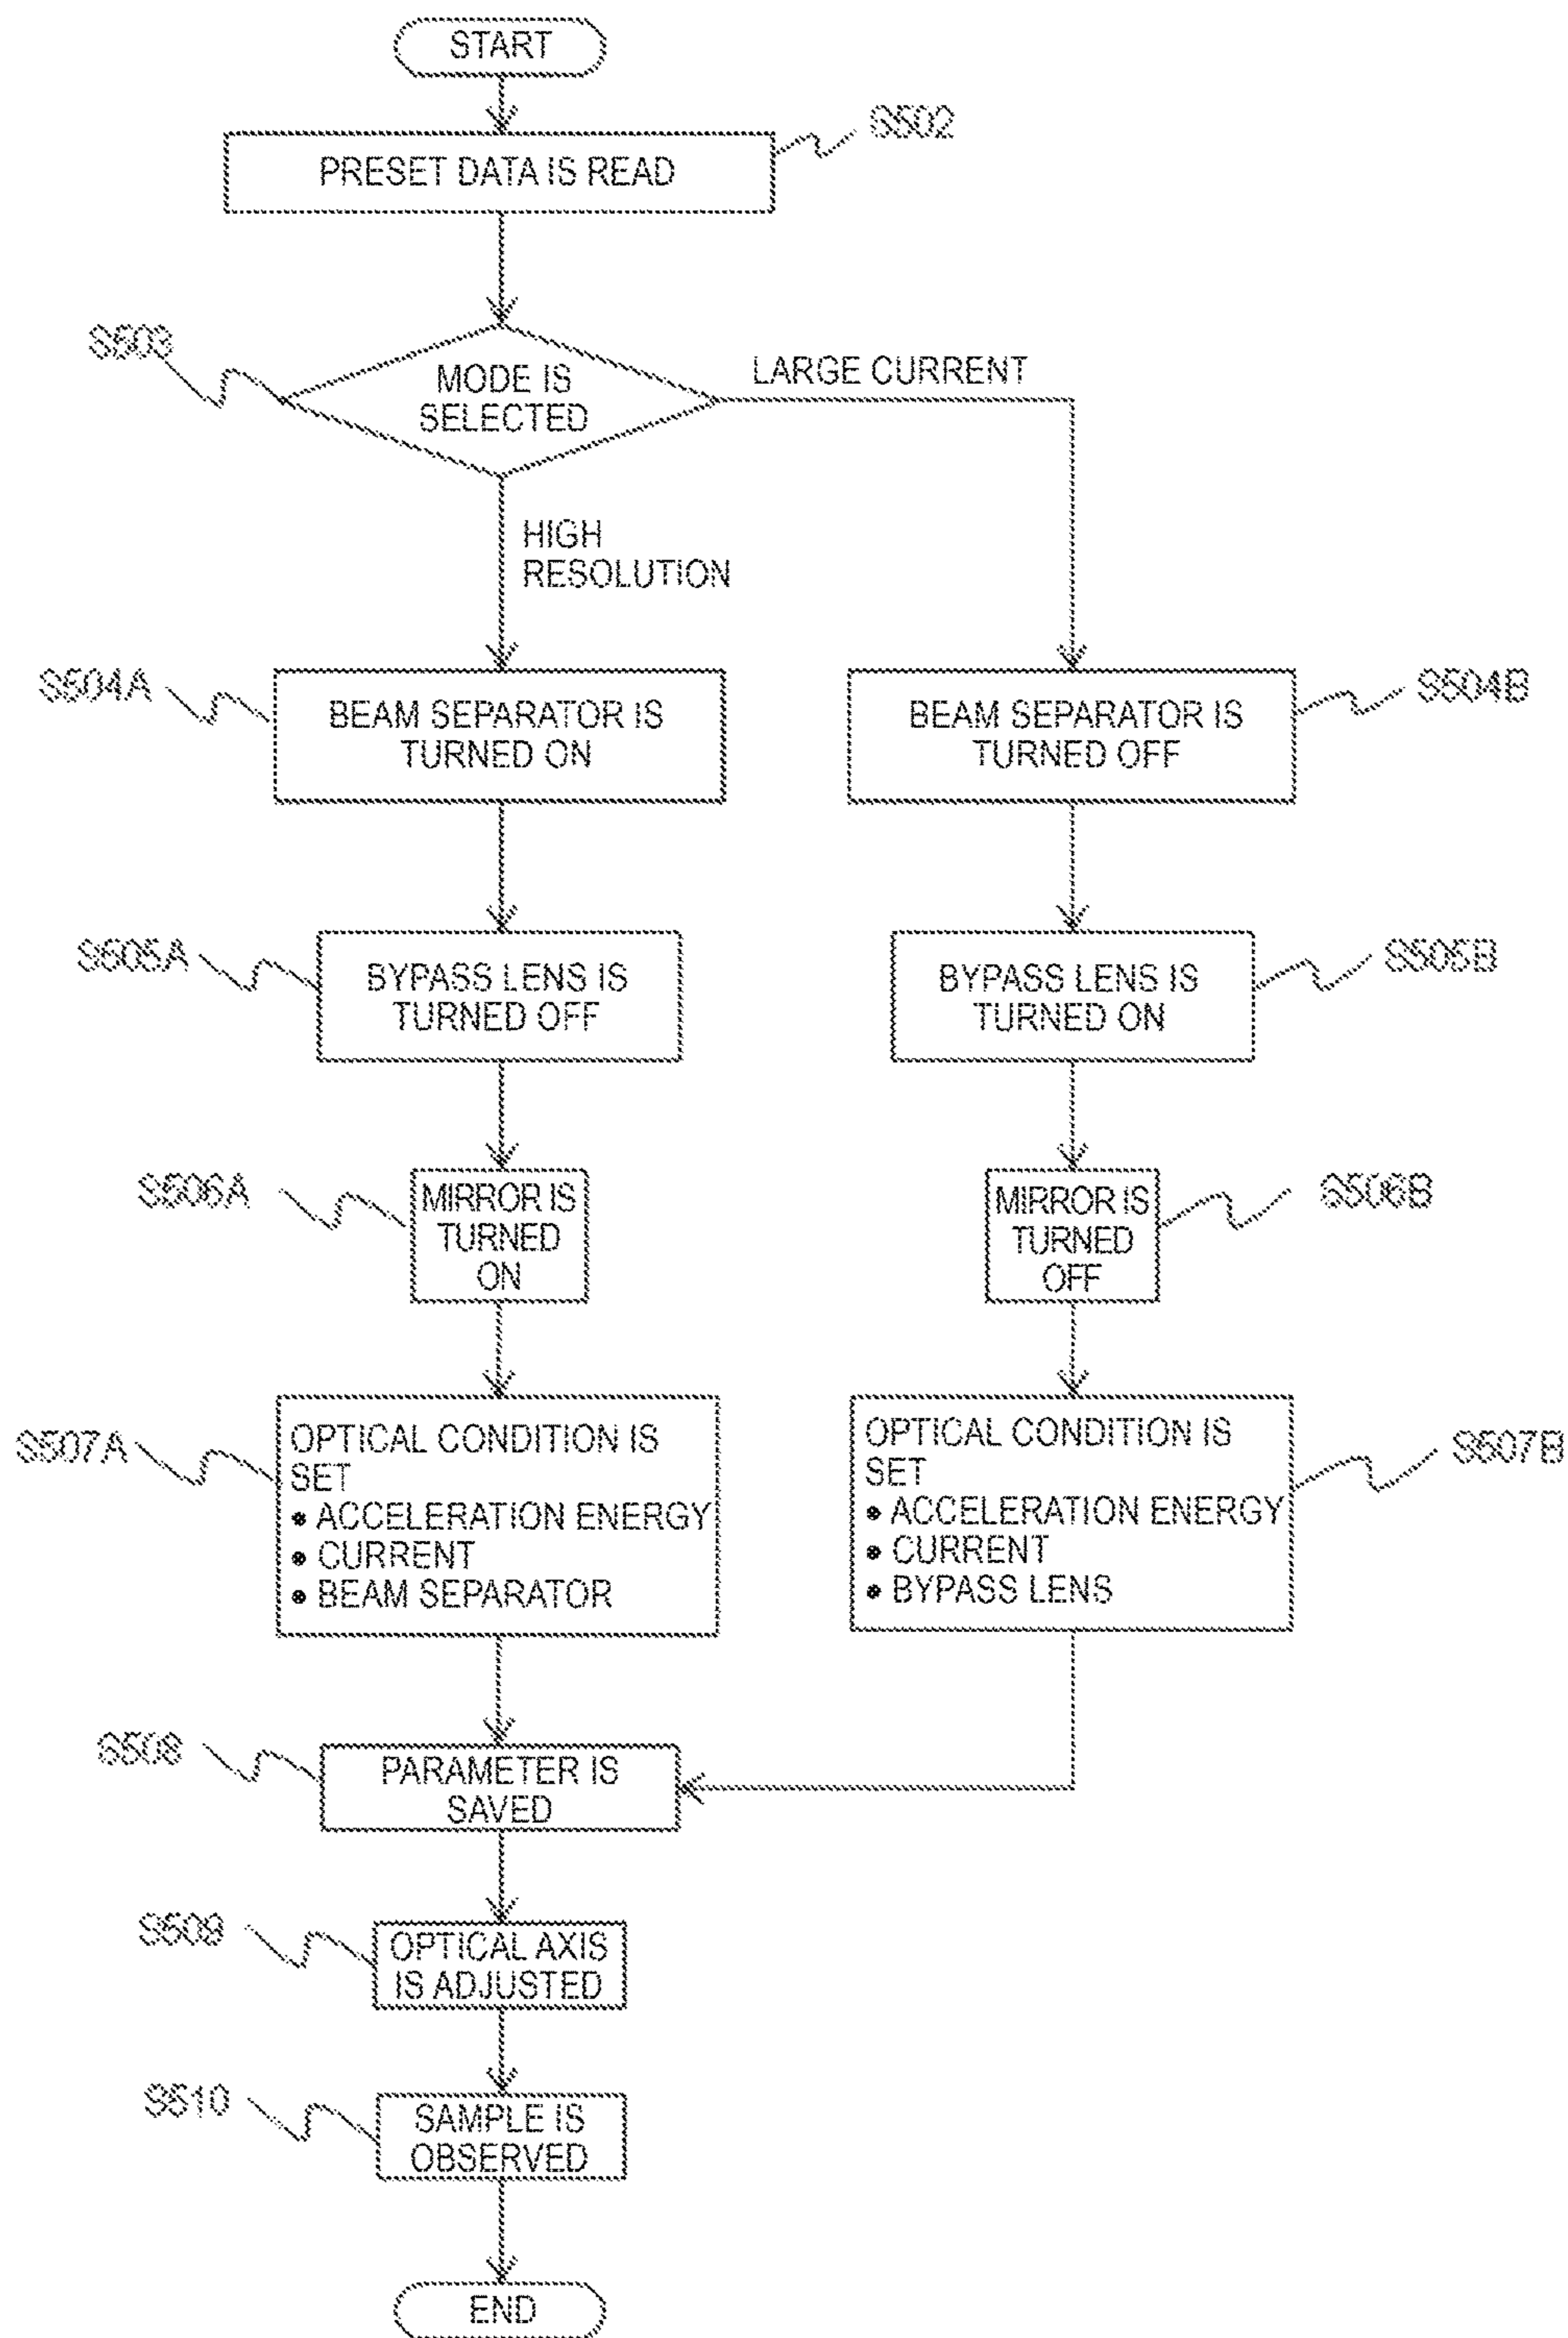 START
PRESET DATA IS READ
S502
S503
MODE IS
SELECTED
LARGE CURRENT
HIGH
RESOLUTION
S504A
BEAM SEPARATOR IS
TURNED ON
BEAM SEPARATOR IS
TURNED OFF
S504B
S505A
BYPASS LENS IS
TURNED OFF
BYPASS LENS IS
TURNED ON
S505B
S506A
MIRROR IS
TURNED
ON
MIRROR IS
TURNED
OFF
S506B
S507A
OPTICAL CONDITION IS
SET
• ACCELERATION ENERGY
• CURRENT
• BEAM SEPARATOR
OPTICAL CONDITION IS
SET
• ACCELERATION ENERGY
• CURRENT
• BYPASS LENS
S507B
S508
PARAMETER IS
SAVED
S509
OPTICAL AXIS
IS ADJUSTED
S510
SAMPLE IS
OBSERVED
END